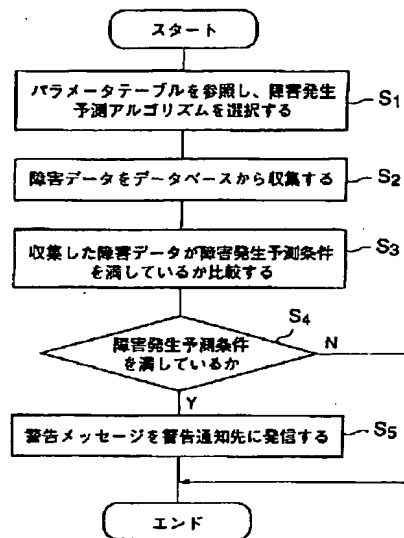 スタート
パラメータテーブルを参照し、障害発生
予測アルゴリズムを選択する
S1
障害データをデータベースから収集する
S2
収集した障害データが障害発生予測条件
を満しているか比較する
S3
S4
障害発生予測条件
を満しているか
N
Y
警告メッセージを警告通知先に発信する
S5
エンド